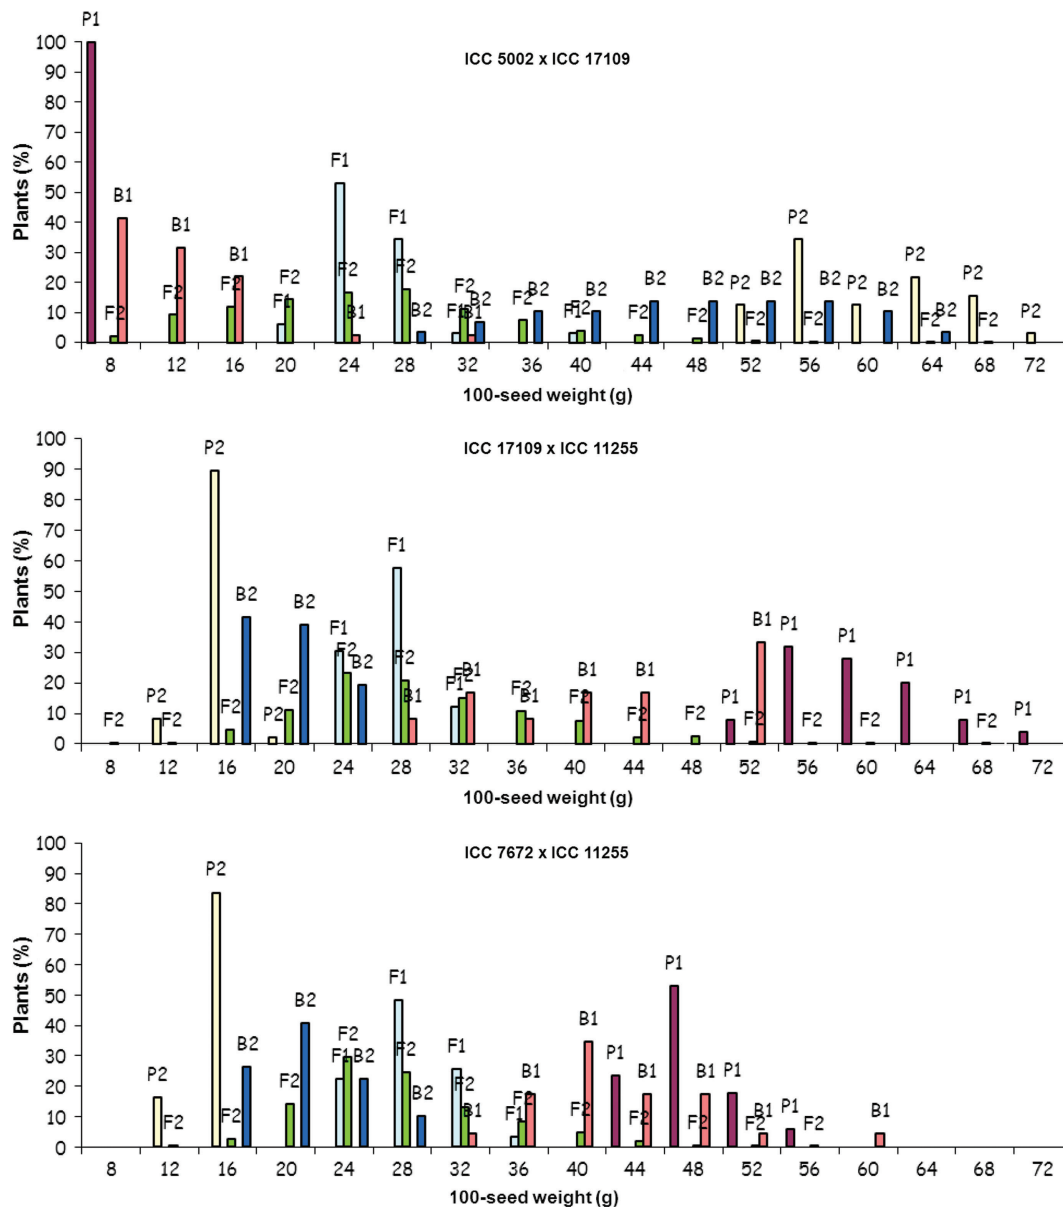 P1
100
ICC 5002 x ICC 17109
90
80
70
60
F1
50
B1
F1
P2
40
B1
30
B1
P2
20
F2 F2 F2 F1 F2 F2 B1 F2 B2 F2 B1 B2 F1 F2 B2 F1 F2 B2 F2 B2 F2 B2 P2 F2 B2 F2 B2 P2 B2 F2 B2 P2 F2
10
P2
0
Plants (%)
8 12 16 20 24 28 32 36 40 44 48 52 56 60 64 68 72
100-seed weight (g)
100
ICC 17109 x ICC 11255
P2
90
80
70
60
F1
50
B2 B2
40
F1
B1
P1
P1
30
F2 B2 F2 P1
20
F2 P2 F2 F2 P2 F2 B1 F1 F2 B1 F2 B1 F2 B1 F2 B1 F2 P1 F2 F2 F2 P1 F2 P1
10
0
Plants (%)
8 12 16 20 24 28 32 36 40 44 48 52 56 60 64 68 72
100-seed weight (g)
100
ICC 7672 x ICC 11255
90
P2
80
70
60
P1
50
F1
B2
40
B1
F2
30
B2 F1 B2 F2 F1 P1
20
P2 F2 F2 F2 B2 F2 B1 F1 F2 B1 F2 F2 B1 F2 B1 P1 F2 B1 P1 F2 B1
10
0
Plants (%)
8 12 16 20 24 28 32 36 40 44 48 52 56 60 64 68 72
100-seed weight (g)